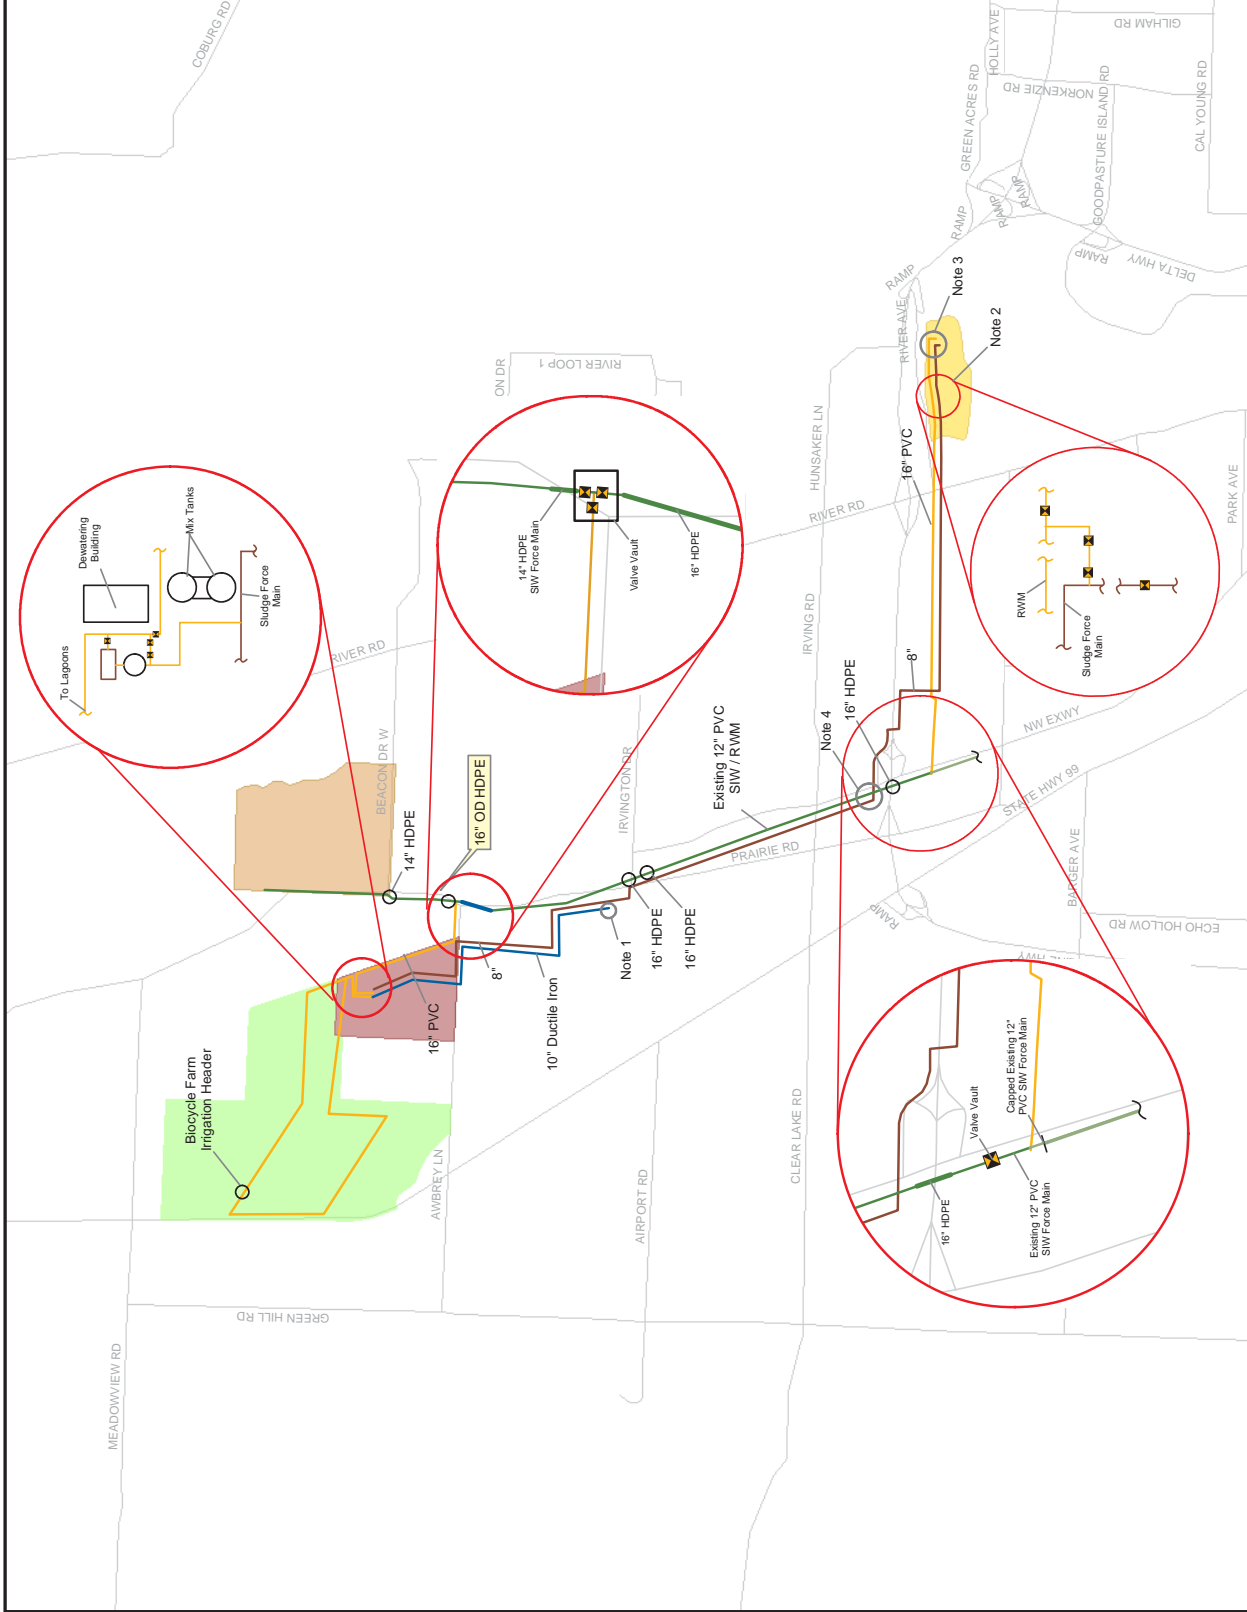 COBURG RD
GILHAM RD
HOLLY AVE
GREEN ACRES RD
NORKENZIE RD
GOODPASTURE ISLAND RD
CAL YOUNG RD
RAMP
RAMP
RAMP
RAMP
DELTA HWY
RAMP
RIVER AVE
Note 3
Note 2
ON DR
RIVER LOOP 1
HUNSAKER LN
RIVER RD
16" PVC
PARK AVE
Dewatering
Building
Mix Tanks
To Lagoons
Sludge Force
Main
RIVER RD
14" HDPE
SIW Force Main
Valve Vault
16" HDPE
RWM
Sludge Force
Main
IRVING RD
8"
BEACON DR W
16" OD HDPE
14" HDPE
IRVINGTON DR
Existing 12" PVC
SIW / RWM
Note 4
16" HDPE
NW EXWY
STATE HWY 99
PRAIRIE RD
BARGER AVE
ECHO HOLLOW RD
RAMP
Note 1
16" HDPE
16" HDPE
8"
10" Ductile Iron
16" PVC
Biocycle Farm
Irrigation Header
AWBREY LN
AIRPORT RD
CLEAR LAKE RD
Capped Existing 12"
PVC SIW Force Main
Valve Vault
16" HDPE
Existing 12" PVC
SIW Force Main
GREEN HILL RD
MEADOWVIEW RD